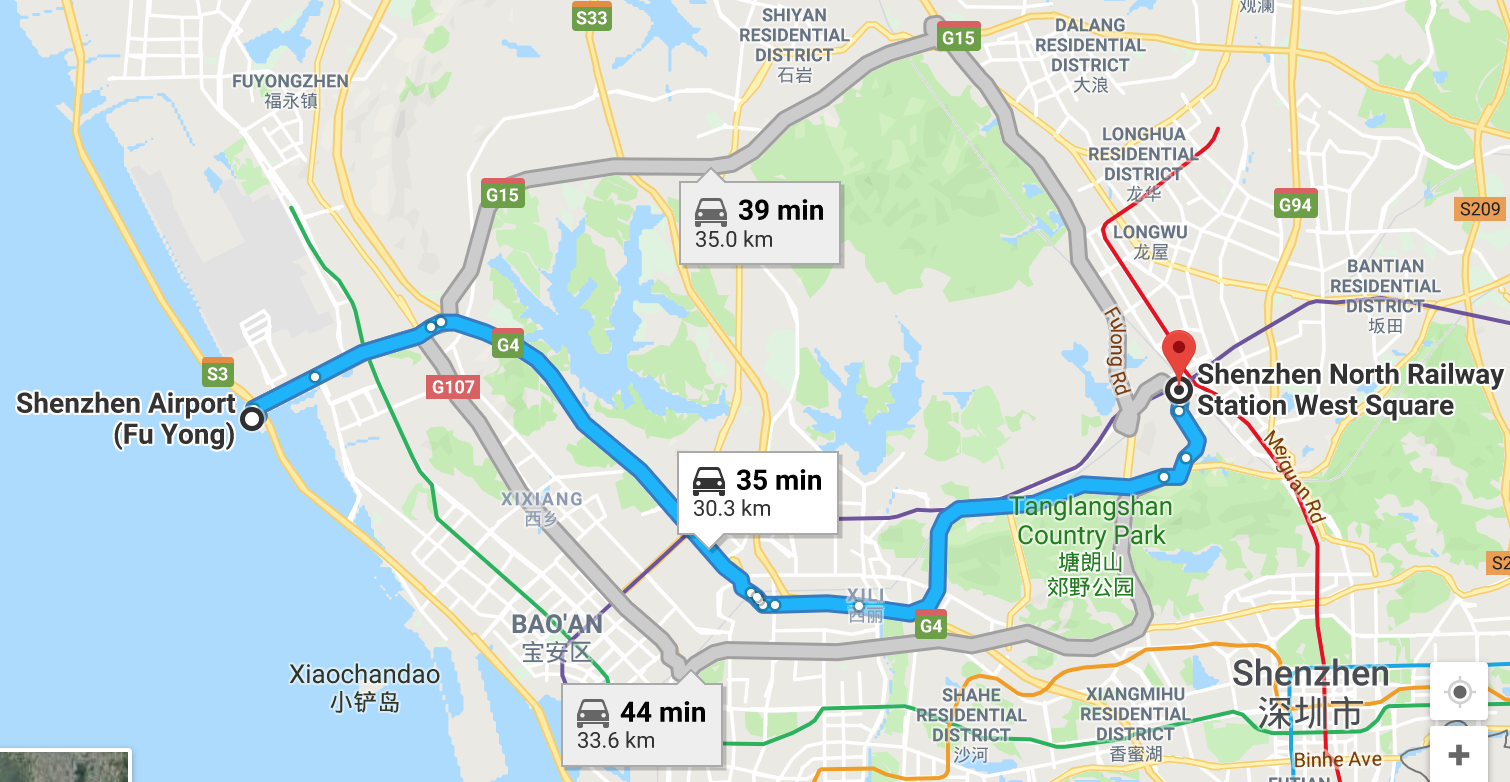 S33
SHIYAN
RESIDENTIAL
DISTRICT
石岩
G15
DALANG
RESIDENTIAL
DISTRICT
大浪
观澜
FUYONGZHEN
福永镇
LONGHUA
RESIDENTIAL
DISTRICT
龙华
G15
G94
S209
39 min
35.0 km
LONGWU
龙屋
BANTIAN
RESIDENTIAL
DISTRICT
坂田
Fulong Rd
G4
S3
G107
Shenzhen Airport
(Fu Yong)
Shenzhen North Railway
Station West Square
Meiguan Rd
35 min
30.3 km
XIXIANG
西乡
Tanglangshan
Country Park
塘朗山
郊野公园
XILI
西丽
G4
BAO'AN
宝安区
Xiaochandao
小铲岛
44 min
33.6 km
SHAHE
RESIDENTIAL
DISTRICT
沙河
XIANGMIHU
RESIDENTIAL
DISTRICT
香蜜湖
Shenzhen
深圳市
Binhe Ave